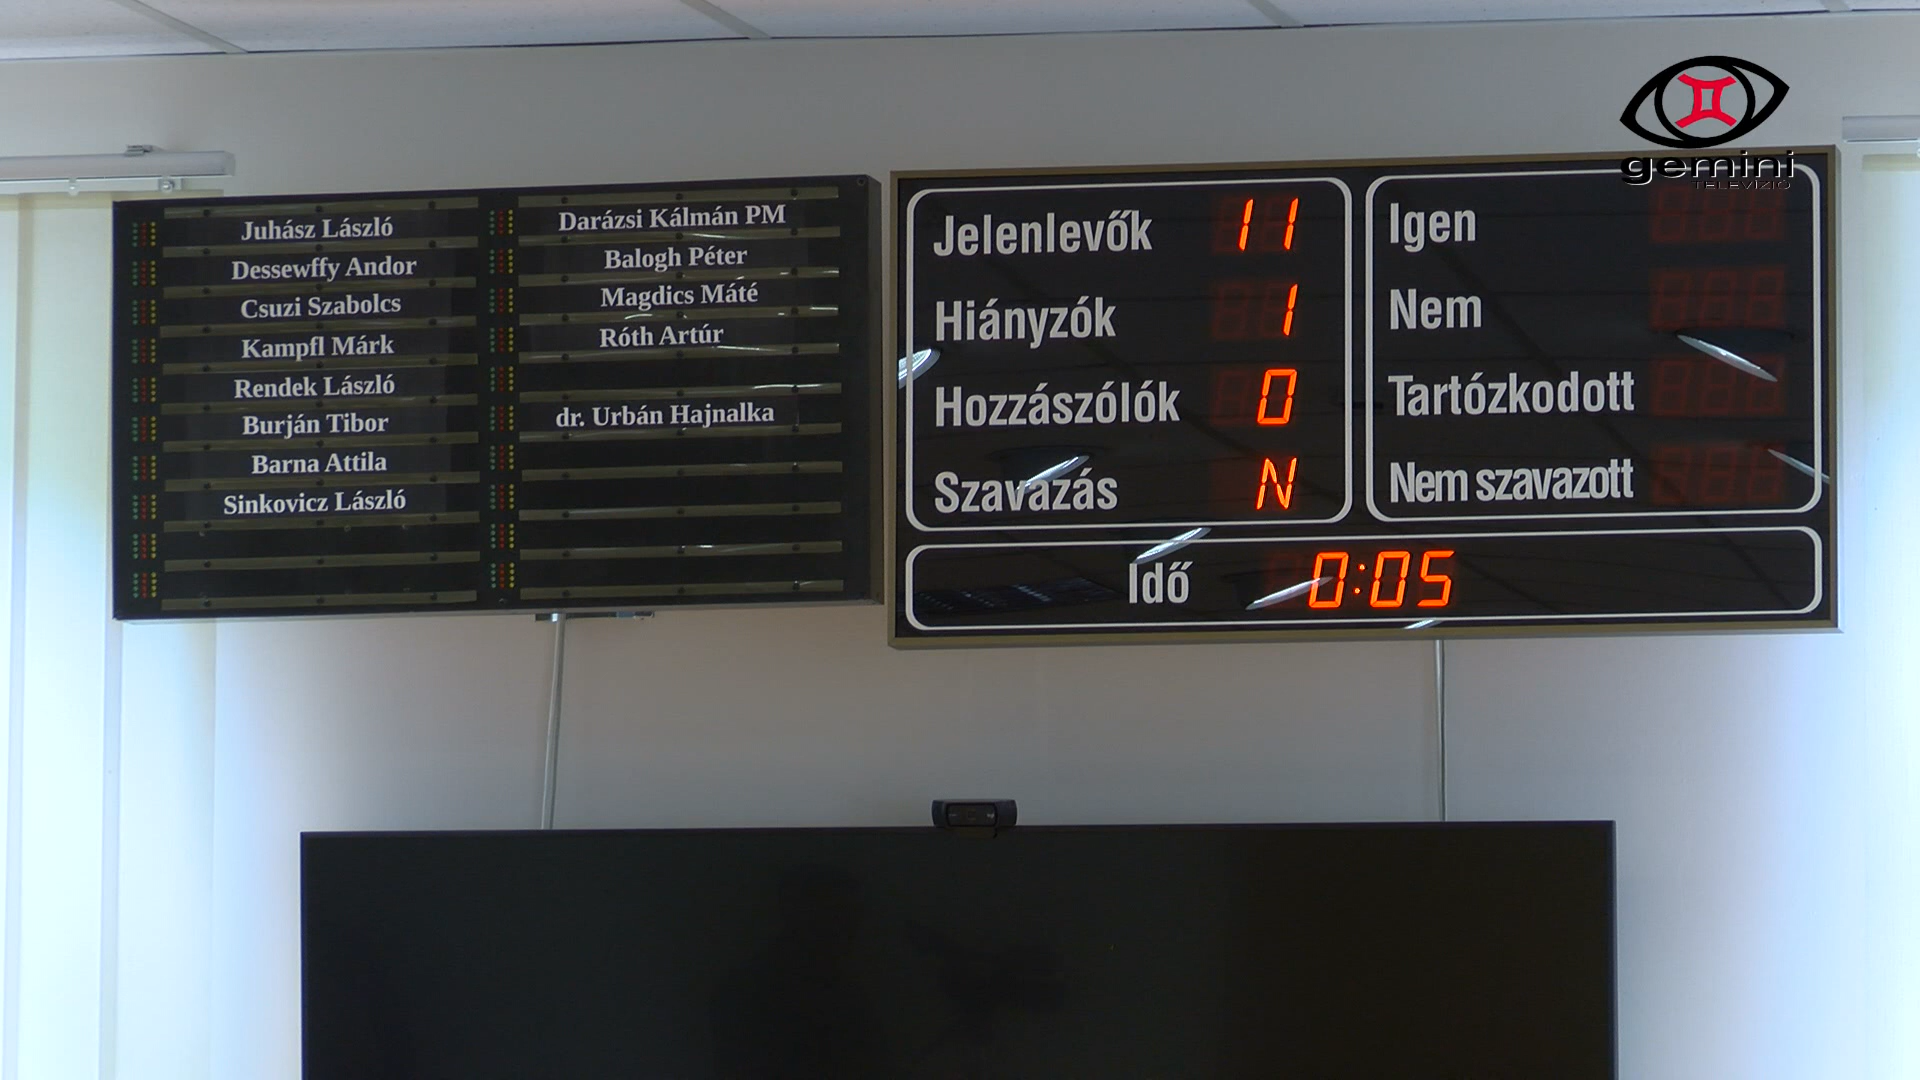 Juhász László
Dessewffy Andor
Csuzi Szabolcs
Kampfl Márk
Rendek László
Burján Tibor
Barna Attila
Sinkovicz László
Darázsi Kálmán PM
Balogh Péter
Magdics Máté
Róth Artúr
dr. Urbán Hajnalka
Jelenlevők 11
Hiányzók 1
Hozzászólók 0
Szavazás N
Igen
Nem
Tartózkodott
Nem szavazott
Idő 0:05
gemini
TELEVÍZIÓ